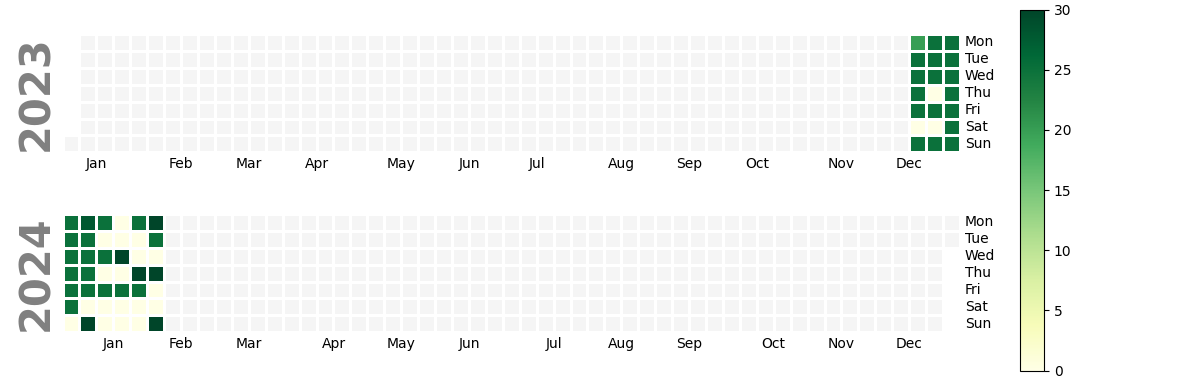 2023
Mon
Tue
Wed
Thu
Fri
Sat
Sun
Jan Feb Mar Apr May Jun Jul Aug Sep Oct Nov Dec
2024
Mon
Tue
Wed
Thu
Fri
Sat
Sun
Jan Feb Mar Apr May Jun Jul Aug Sep Oct Nov Dec
30
25
20
15
10
5
0